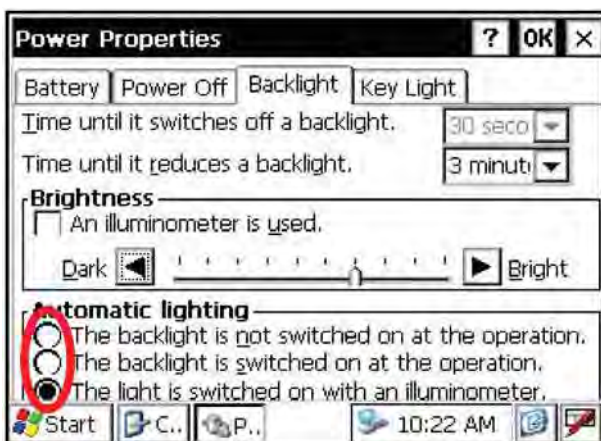 Power Properties ? OK ×
Battery Power Off Backlight Key Light
Time until it switches off a backlight. 30 seco
Time until it reduces a backlight. 3 minut
Brightness
An illuminometer is used.
Dark Bright
Automatic lighting
The backlight is not switched on at the operation.
The backlight is switched on at the operation.
The light is switched on with an illuminometer.
Start C.. P.. 10:22 AM